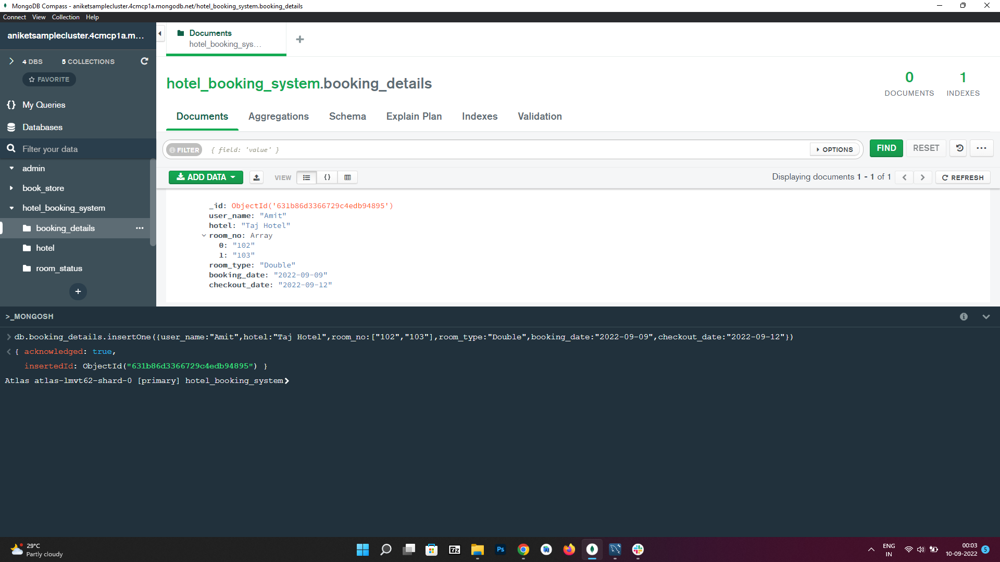 MongoDB Compass - aniketsamplecluster.4cmcp1a.mongodb.net/hotel_booking_system.booking_details
Connect View Collection Help
aniketsamplecluster.4cmcp1a.m...
Documents
hotel_booking_sys...
4 DBS 5 COLLECTIONS
FAVORITE
My Queries
Databases
Filter your data
admin
book_store
hotel_booking_system
booking_details
hotel
room_status
hotel_booking_system.booking_details
0
DOCUMENTS
1
INDEXES
Documents Aggregations Schema Explain Plan Indexes Validation
FILTER { field: 'value' } OPTIONS FIND RESET
ADD DATA VIEW {} Displaying documents 1 - 1 of 1 REFRESH
_id: ObjectId('631b86d3366729c4edb94895')
user_name: "Amit"
hotel: "Taj Hotel"
room_no: Array
0: "102"
1: "103"
room_type: "Double"
booking_date: "2022-09-09"
checkout_date: "2022-09-12"
>_MONGOSH
> db.booking_details.insertOne({user_name:"Amit",hotel:"Taj Hotel",room_no:["102","103"],room_type:"Double",booking_date:"2022-09-09",checkout_date:"2022-09-12"})
< { acknowledged: true,
insertedId: ObjectId("631b86d3366729c4edb94895") }
Atlas atlas-lmvt62-shard-0 [primary] hotel_booking_system>
29°C
Partly cloudy
7z
Ps
ENG
IN
00:03
10-09-2022
5